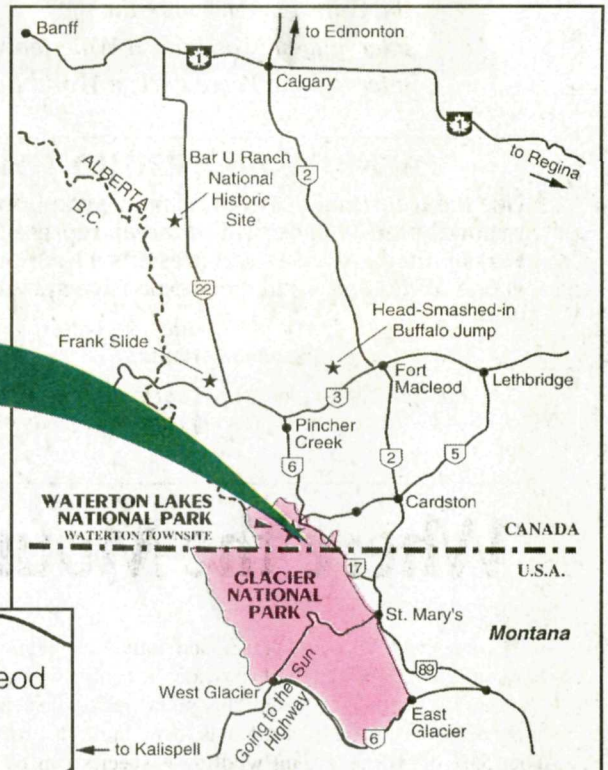 Banff
to Edmonton
1
Calgary
1
to Regina
ALBERTA
B.C.
Bar U Ranch
National
Historic
Site
2
22
Head-Smashed-in
Buffalo Jump
Frank Slide
Fort
Macleod
Lethbridge
3
Pincher
Creek
6
2
5
Cardston
WATERTON LAKES
NATIONAL PARK
WATERTON TOWNSITE
CANADA
U.S.A.
17
GLACIER
NATIONAL
PARK
St. Mary's
Montana
eod
West Glacier
Going to the Sun
Highway
89
East
Glacier
6
to Kalispell